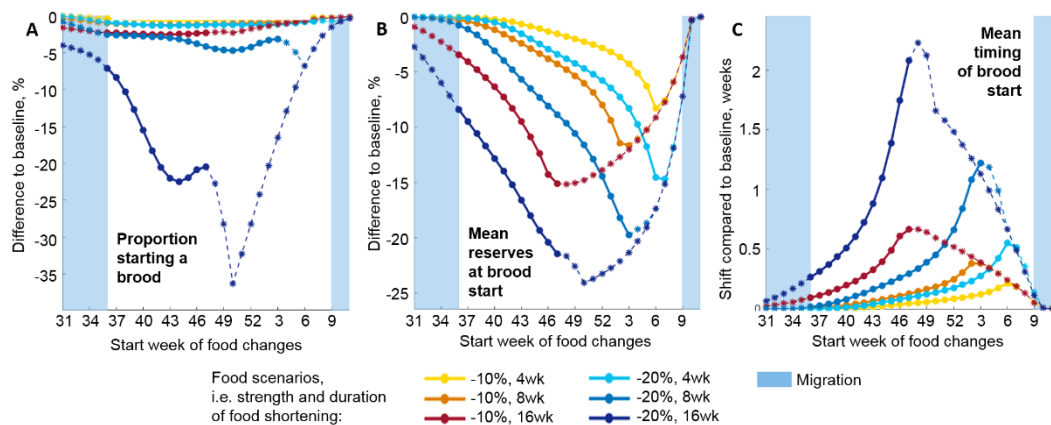 A
Difference to baseline, %
0
-5
-10
-15
-20
-25
-30
-35
Proportion
starting a
brood
31 34 37 40 43 46 49 52 3 6 9
Start week of food changes
B
Difference to baseline, %
0
-5
-10
-15
-20
-25
Mean
reserves
at brood
start
31 34 37 40 43 46 49 52 3 6 9
Start week of food changes
C
Shift compared to baseline, weeks
2
1.5
1
0.5
0
Mean
timing
of brood
start
31 34 37 40 43 46 49 52 3 6 9
Start week of food changes
Food scenarios,
i.e. strength and duration
of food shortening:
-10%, 4wk
-10%, 8wk
-10%, 16wk
-20%, 4wk
-20%, 8wk
-20%, 16wk
Migration